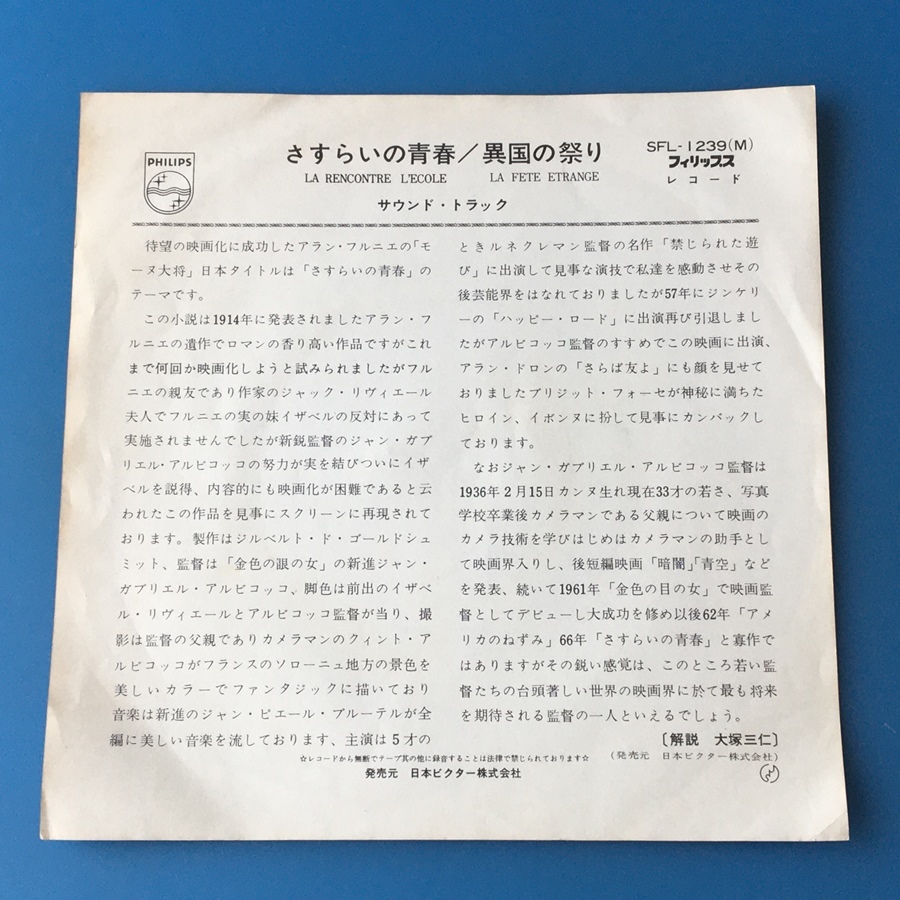 PHILIPS
さすらいの青春／異国の祭り
LA RENCONTRE L'ECOLE LA FETE ETRANGE
サウンド・トラック
SFL-1239(M)
フィリップス
レコード
待望の映画化に成功したアラン・フルニエの「モ
ーヌ大将」日本タイトルは「さすらいの青春」の
テーマです。
この小説は1914年に発表されましたアラン・フ
ルニエの遺作でロマンの香り高い作品ですがこれ
まで何回か映画化しようと試みられましたがフル
ニエの親友であり作家のジャック・リヴィエール
夫人でフルニエの実の妹イザベルの反対にあって
実施されませんでしたが新鋭監督のジャン・ガブ
リエル・アルビコッコの努力が実を結びついにイザ
ベルを説得、内容的にも映画化が困難であると云
われたこの作品を見事にスクリーンに再現されて
おります。製作はジルベルト・ド・ゴールドシュ
ミット、監督は「金色の眼の女」の新進ジャン・
ガブリエル・アルビコッコ、脚色は前出のイザベ
ル・リヴィエールとアルビコッコ監督が当り、撮
影は監督の父親でありカメラマンのクィント・ア
ルビコッコがフランスのソローニュ地方の景色を
美しいカラーでファンタジックに描いており
音楽は新進のジャン・ピエール・ブルーテルが全
編に美しい音楽を流しております、主演は5才の
ときルネクレマン監督の名作「禁じられた遊
び」に出演して見事な演技で私達を感動させその
後芸能界をはなれておりましたが57年にジンケリ
ーの「ハッピー・ロード」に出演再び引退しまし
たがアルビコッコ監督のすすめでこの映画に出演、
アラン・ドロンの「さらば友よ」にも顔を見せて
おりましたブリジット・フォーセが神秘に満ちた
ヒロイン、イボンヌに扮して見事にカンバックし
ております。
なおジャン・ガブリエル・アルビコッコ監督は
1936年2月15日カンヌ生れ現在33才の若さ、写真
学校卒業後カメラマンである父親について映画の
カメラ技術を学びはじめはカメラマンの助手とし
て映画界入りし、後短編映画「暗闇」「青空」など
を発表、続いて1961年「金色の目の女」で映画監
督としてデビューし大成功を修め以後62年「アメ
リカのねずみ」66年「さすらいの青春」と寡作で
はありますがその鋭い感覚は、このところ若い監
督たちの台頭著しい世界の映画界に於て最も将来
を期待される監督の一人といえるでしょう。
〔解説 大塚三仁〕
(発売元 日本ビクター株式会社)
☆レコードから無断でテープ其の他に録音することは法律で禁じられております☆
発売元 日本ビクター株式会社